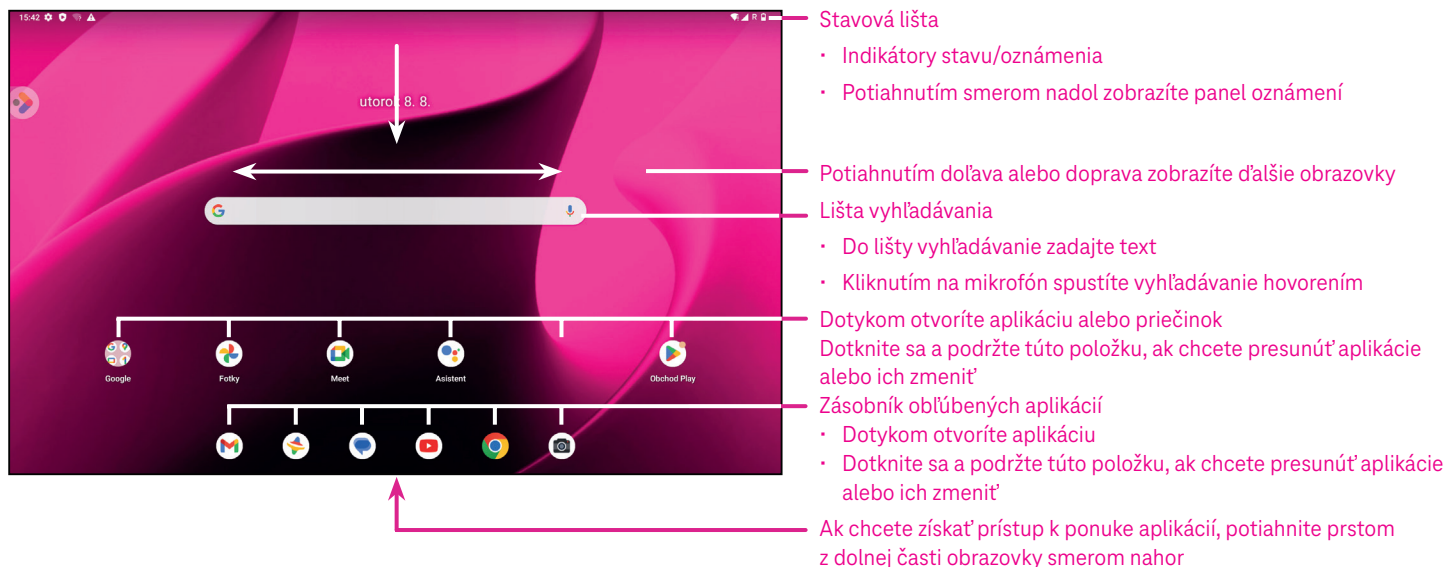 15:42
R
Stavová lišta
· Indikátory stavu/oznámenia
· Potiahnutím smerom nadol zobrazíte panel oznámení
utorok 8. 8.
Potiahnutím doľava alebo doprava zobrazíte ďalšie obrazovky
Lišta vyhľadávania
· Do lišty vyhľadávanie zadajte text
· Kliknutím na mikrofón spustíte vyhľadávanie hovorením
Dotykom otvoríte aplikáciu alebo priečinok
Dotknite sa a podržte túto položku, ak chcete presunúť aplikácie
alebo ich zmeniť
Google
Fotky
Meet
Asistent
Obchod Play
Zásobník obľúbených aplikácií
· Dotykom otvoríte aplikáciu
· Dotknite sa a podržte túto položku, ak chcete presunúť aplikácie
alebo ich zmeniť
Ak chcete získať prístup k ponuke aplikácií, potiahnite prstom
z dolnej časti obrazovky smerom nahor